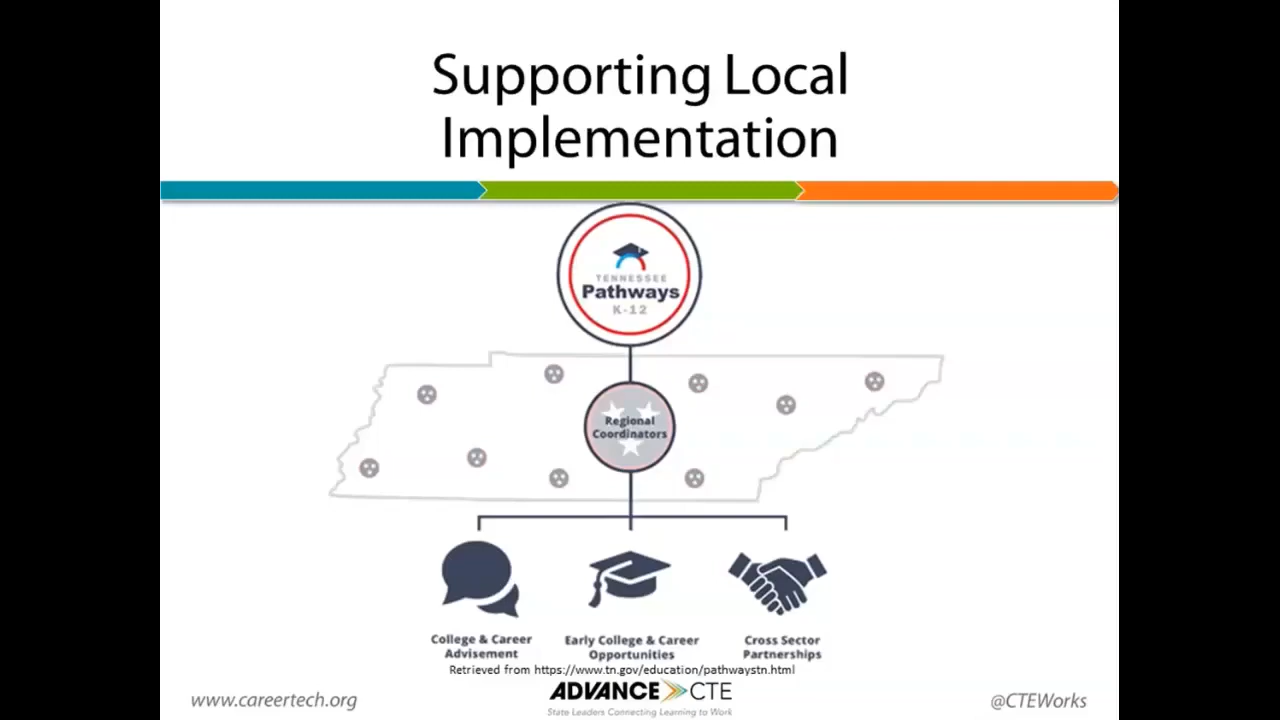 Supporting Local
Implementation
TENNESSEE
Pathways
K-12
Regional
Coordinators
College & Career
Advisement
Early College & Career
Opportunities
Cross Sector
Partnerships
Retrieved from https://www.tn.gov/education/pathwaystn.html
www.careertech.org
ADVANCE CTE
State Leaders Connecting Learning to Work
@CTEWorks